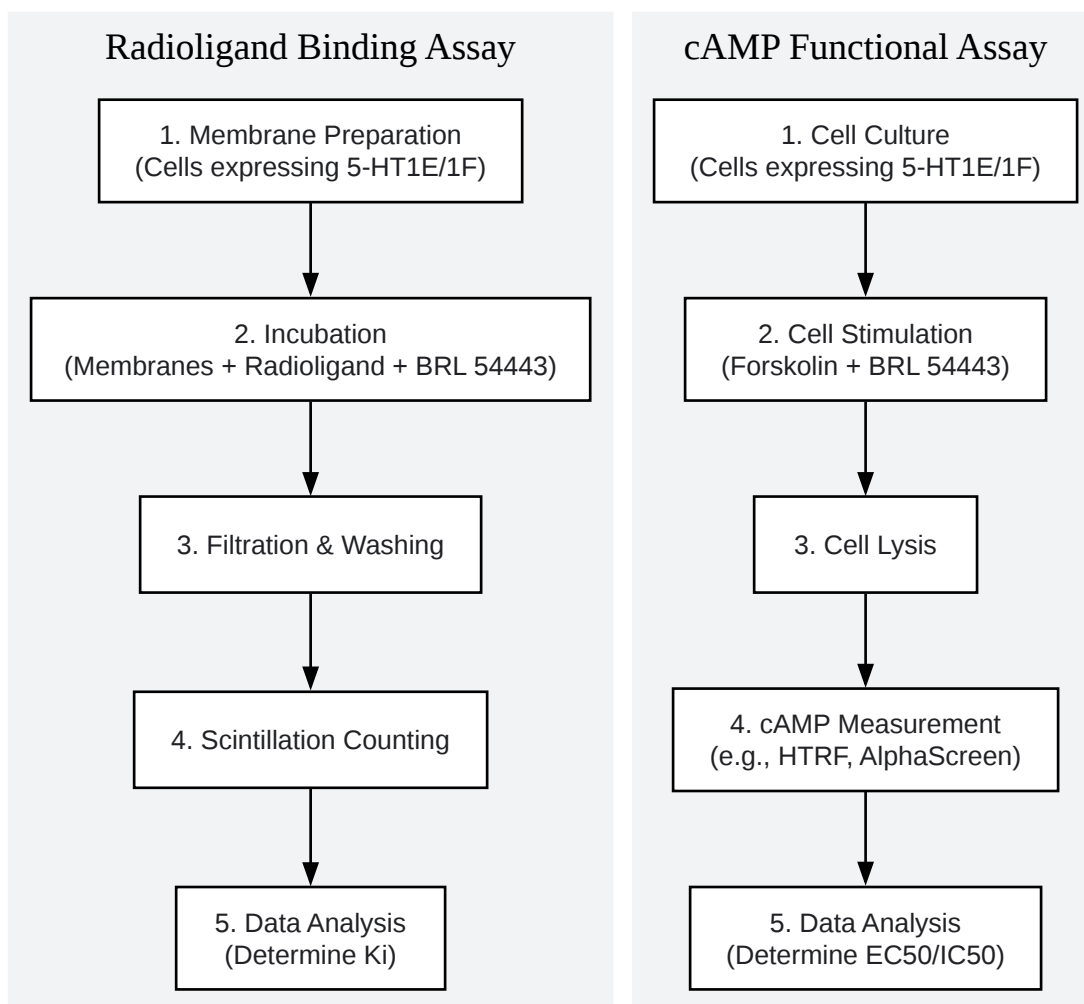 Radioligand Binding Assay
1. Membrane Preparation
(Cells expressing 5-HT1E/1F)
2. Incubation
(Membranes + Radioligand + BRL 54443)
3. Filtration & Washing
4. Scintillation Counting
5. Data Analysis
(Determine Ki)
cAMP Functional Assay
1. Cell Culture
(Cells expressing 5-HT1E/1F)
2. Cell Stimulation
(Forskolin + BRL 54443)
3. Cell Lysis
4. cAMP Measurement
(e.g., HTRF, AlphaScreen)
5. Data Analysis
(Determine EC50/IC50)